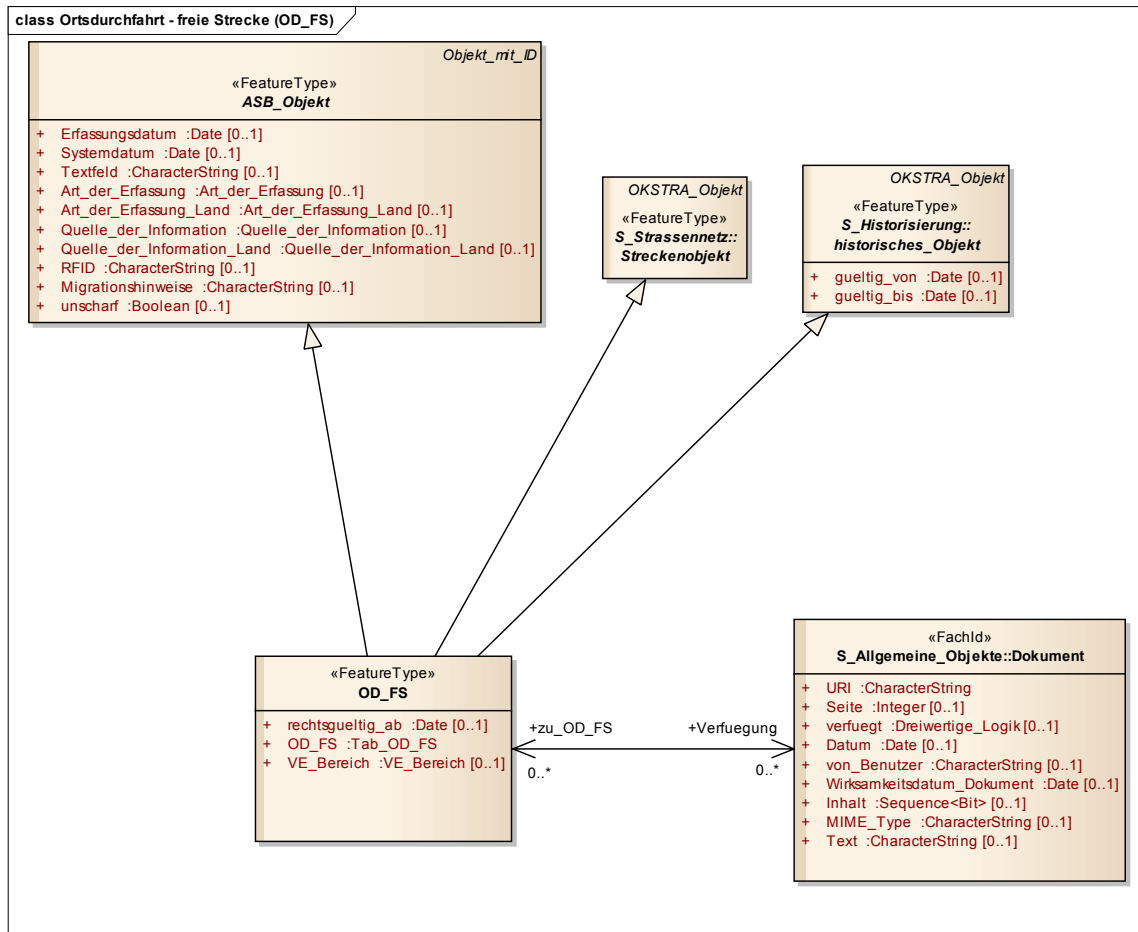 class Ortsdurchfahrt - freie Strecke (OD_FS)
Objekt_mit_ID
«FeatureType»
ASB_Objekt
+ Erfassungsdatum :Date [0..1]
+ Systemdatum :Date [0..1]
+ Textfeld :CharacterString [0..1]
+ Art_der_Erfassung :Art_der_Erfassung [0..1]
+ Art_der_Erfassung_Land :Art_der_Erfassung_Land [0..1]
+ Quelle_der_Information :Quelle_der_Information [0..1]
+ Quelle_der_Information_Land :Quelle_der_Information_Land [0..1]
+ RFID :CharacterString [0..1]
+ Migrationshinweise :CharacterString [0..1]
+ unscharf :Boolean [0..1]
OKSTRA_Objekt
«FeatureType»
S_Strassennetz::
Streckenobjekt
OKSTRA_Objekt
«FeatureType»
S_Historisierung::
historisches_Objekt
+ gueltig_von :Date [0..1]
+ gueltig_bis :Date [0..1]
«FeatureType»
OD_FS
+ rechtsgueltig_ab :Date [0..1]
+ OD_FS :Tab_OD_FS
+ VE_Bereich :VE_Bereich [0..1]
+zu_OD_FS
0..*
+Verfuegung
0..*
«FachId»
S_Allgemeine_Objekte::Dokument
+ URI :CharacterString
+ Seite :Integer [0..1]
+ verfuegt :Dreiwertige_Logik [0..1]
+ Datum :Date [0..1]
+ von_Benutzer :CharacterString [0..1]
+ Wirksamkeitsdatum_Dokument :Date [0..1]
+ Inhalt :Sequence<Bit> [0..1]
+ MIME_Type :CharacterString [0..1]
+ Text :CharacterString [0..1]